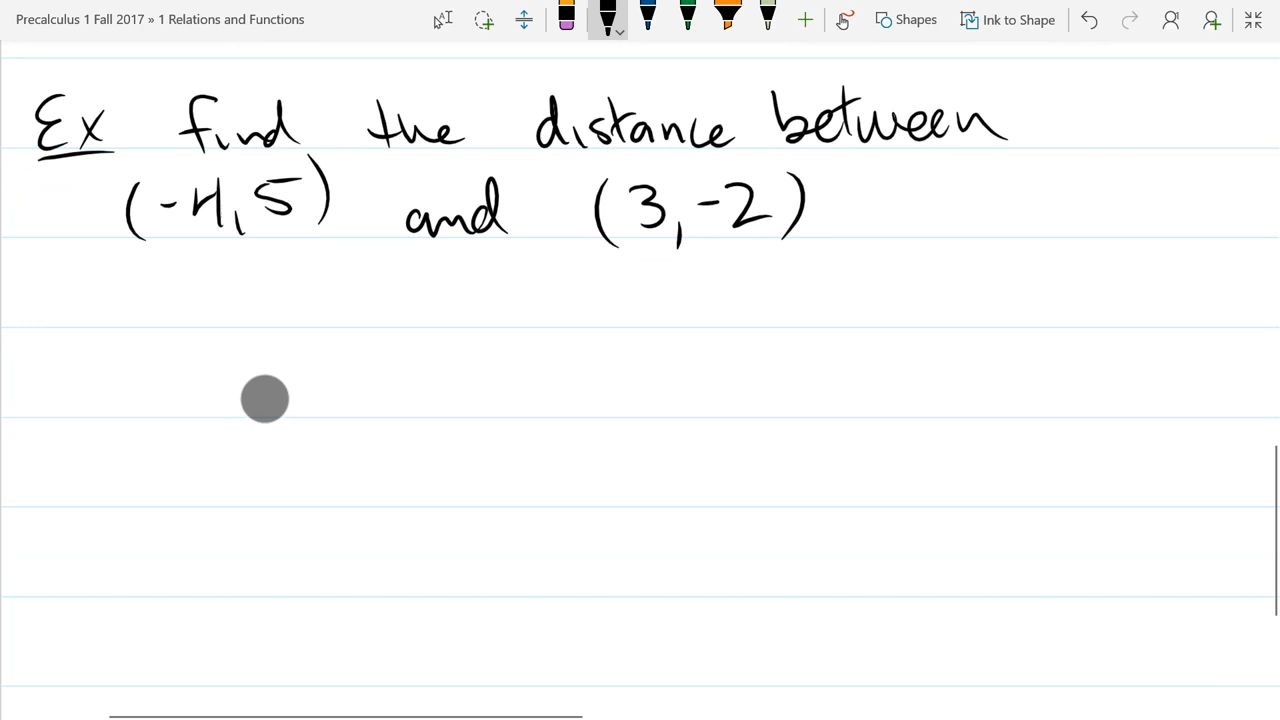 Precalculus 1 Fall 2017 » 1 Relations and Functions
Shapes
Ink to Shape
Ex find the distance between
(-4,5) and (3,-2)